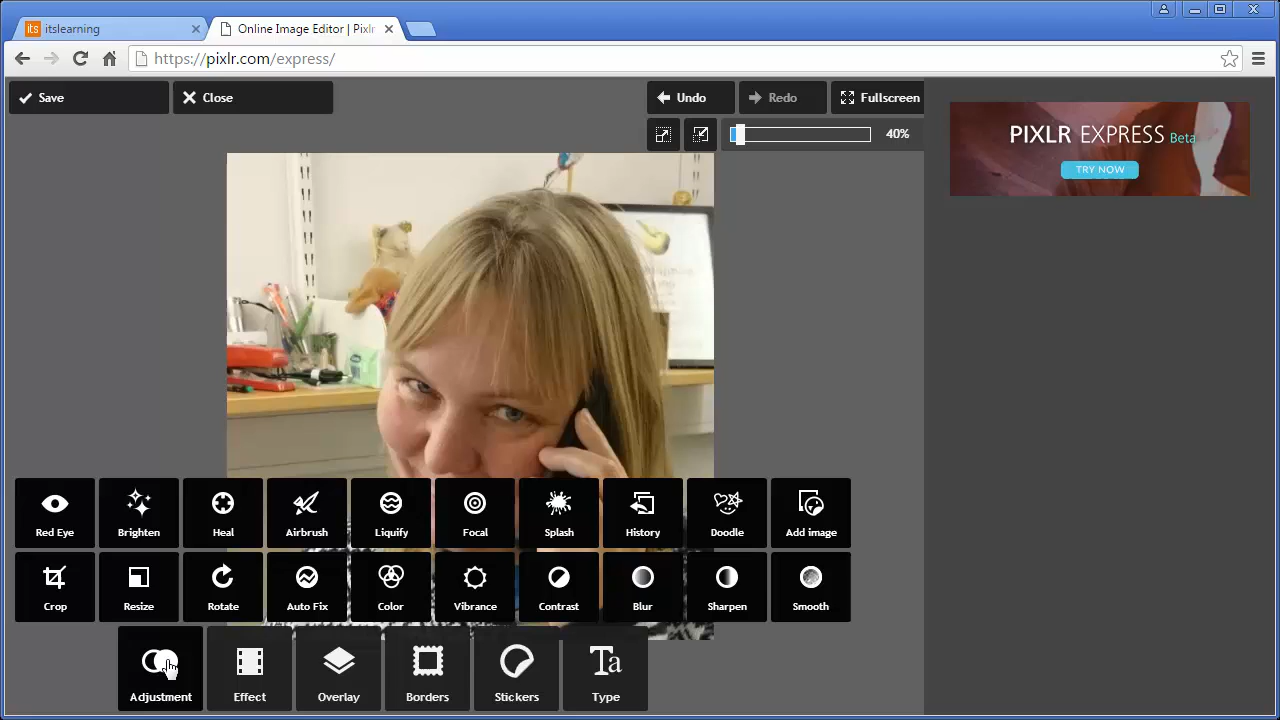 itslearning
Online Image Editor | Pixlr
https://pixlr.com/express/
Save
Close
Undo
Redo
Fullscreen
40%
PIXLR EXPRESS Beta
TRY NOW
Red Eye
Brighten
Heal
Airbrush
Liquify
Focal
Splash
History
Doodle
Add image
Crop
Resize
Rotate
Auto Fix
Color
Vibrance
Contrast
Blur
Sharpen
Smooth
Adjustment
Effect
Overlay
Borders
Stickers
Type